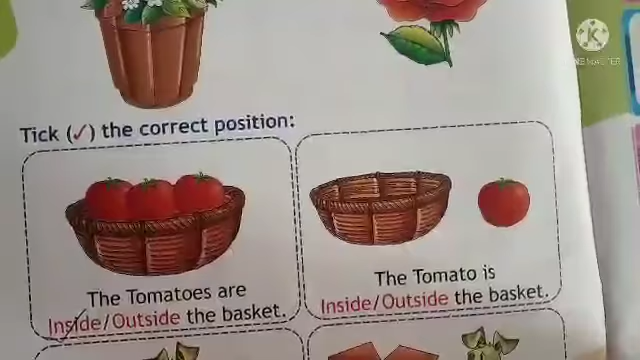 Tick (✓) the correct position:
The Tomatoes are
Inside/Outside the basket.
The Tomato is
Inside/Outside the basket.